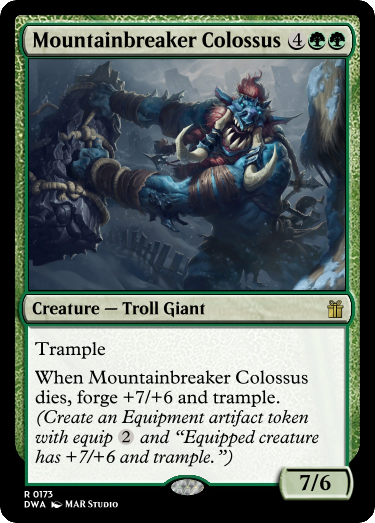 Mountainbreaker Colossus 4
Creature — Troll Giant
Trample
When Mountainbreaker Colossus
dies, forge +7/+6 and trample.
(Create an Equipment artifact token
with equip 2 and “Equipped creature
has +7/+6 and trample.”)
7/6
R 0173
DWA MAR Studio